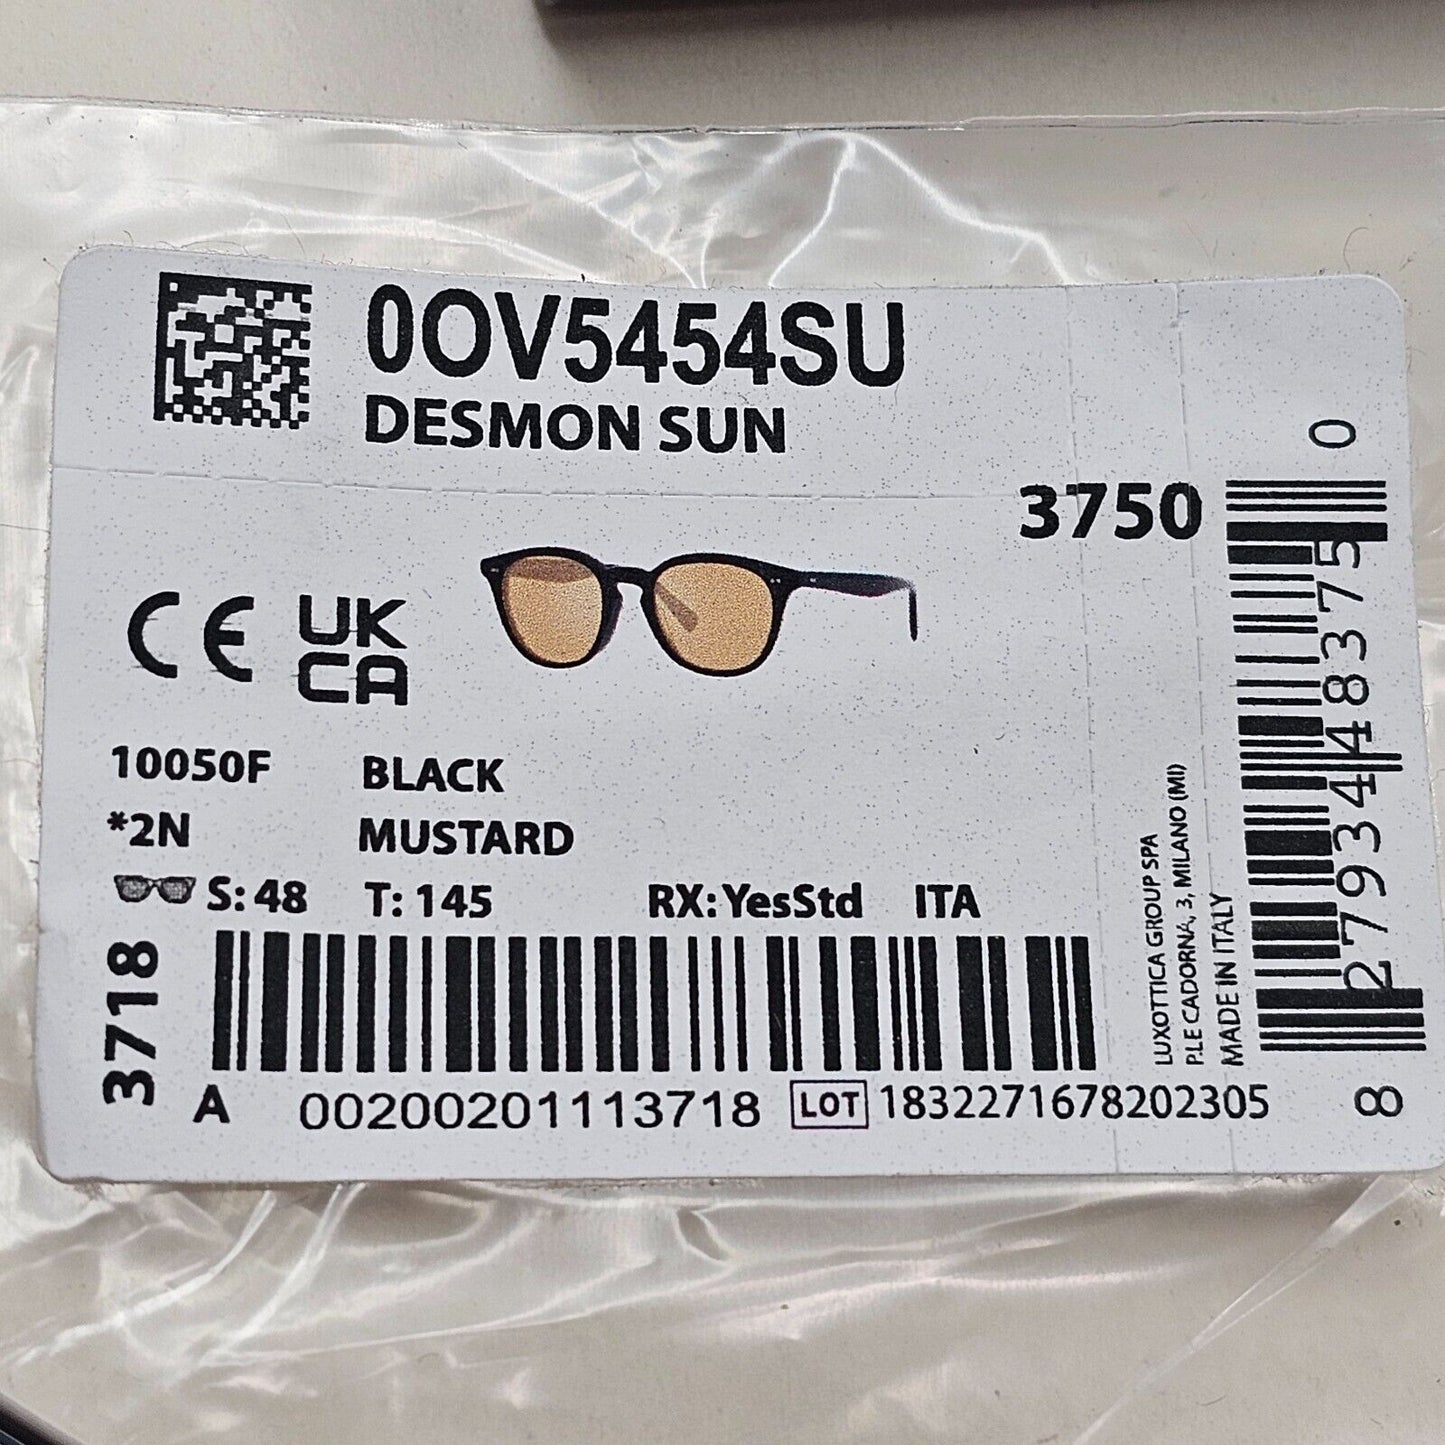 0OV5454SU
DESMON SUN
3750
CE UK
CA
10050F BLACK
*2N MUSTARD
S: 48 T: 145 RX: YesStd ITA
3718
A 00200201113718 LOT 1832271678202305
LUXOTTICA GROUP SPA
P.LE CADORNA, 3, MILANO (MI)
MADE IN ITALY
8 2793448375 0